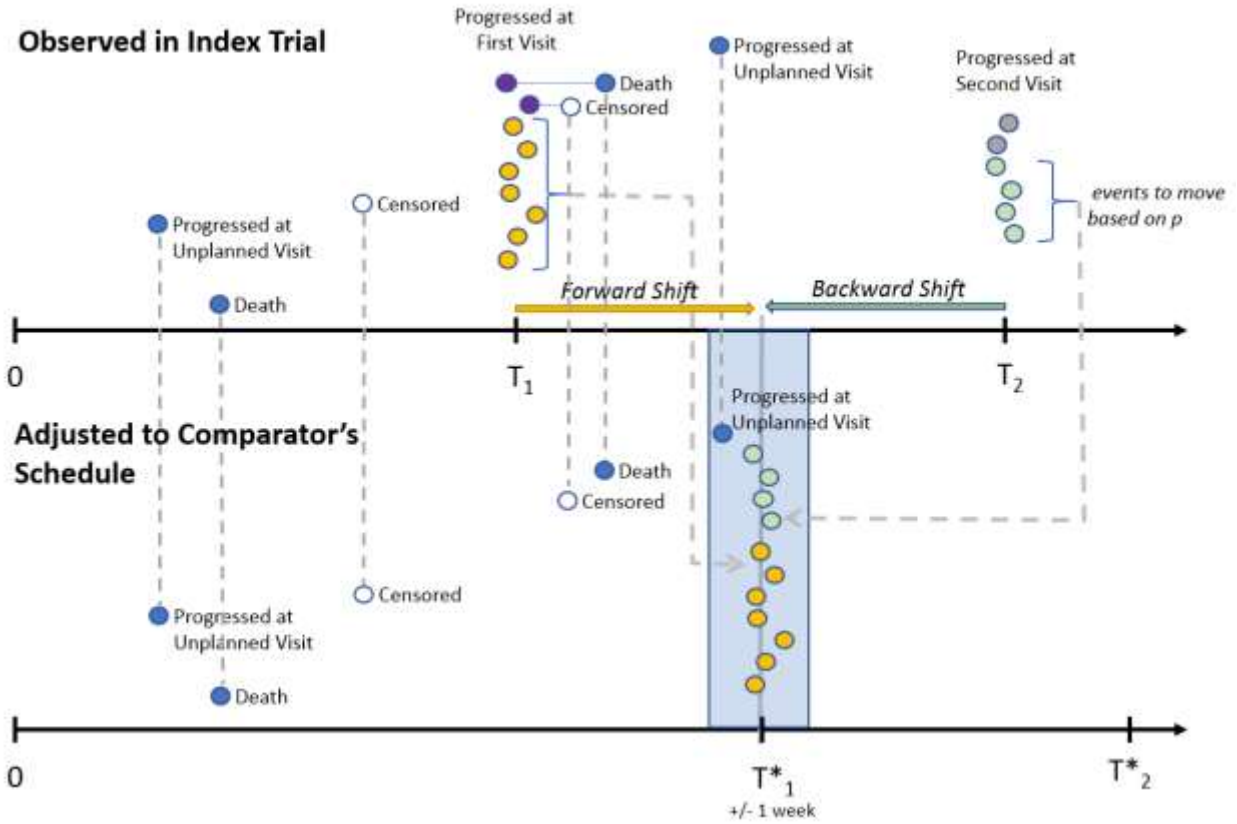 Observed in Index Trial
Progressed at
First Visit
Progressed at
Unplanned Visit
Progressed at
Second Visit
Death
Censored
Censored
Progressed at
Unplanned Visit
events to move
based on p
Death
Forward Shift
Backward Shift
0
T1
T2
Adjusted to Comparator's
Schedule
Progressed at
Unplanned Visit
Death
Censored
Censored
Progressed at
Unplanned Visit
Death
0
T*1
+/- 1 week
T*2